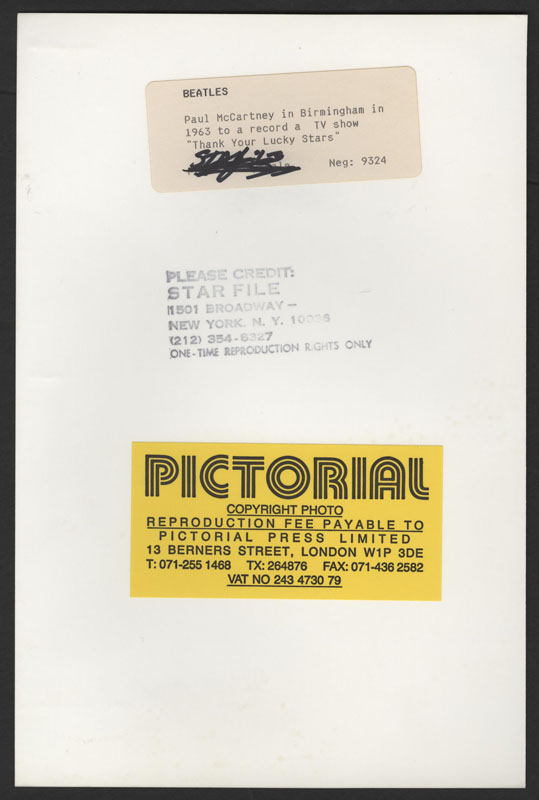 BEATLES
Paul McCartney in Birmingham in
1963 to a record a TV show
"Thank Your Lucky Stars"
Neg: 9324
PLEASE CREDIT:
STAR FILE
1501 BROADWAY -
NEW YORK. N. Y. 10036
(212) 354-8327
ONE-TIME REPRODUCTION RIGHTS ONLY
PICTORIAL
COPYRIGHT PHOTO
REPRODUCTION FEE PAYABLE TO
PICTORIAL PRESS LIMITED
13 BERNERS STREET, LONDON W1P 3DE
T: 071-255 1468 TX: 264876 FAX: 071-436 2582
VAT NO 243 4730 79